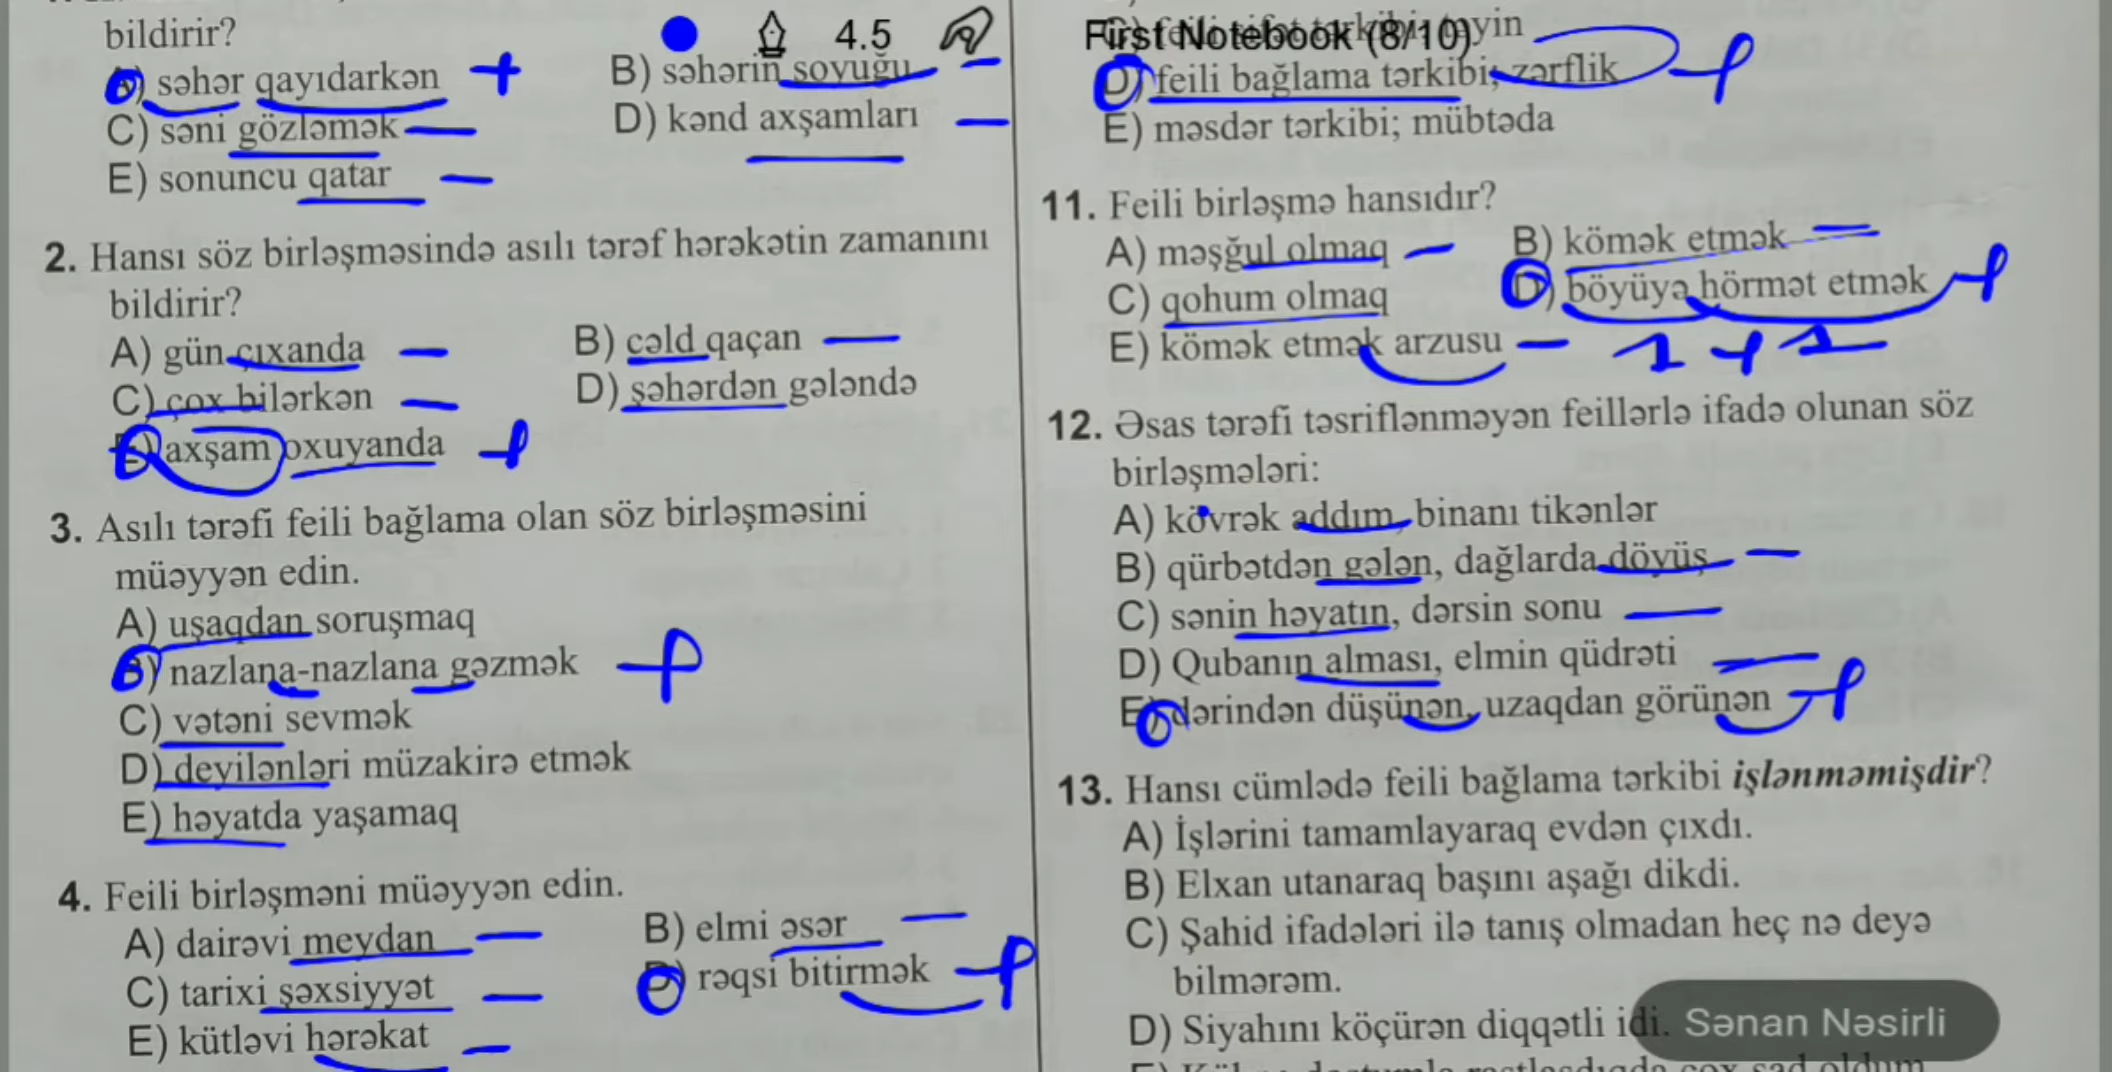 bildirir?
4.5
A) səhər qayıdarkən
B) səhərin soyuğu
C) səni gözləmək
D) kənd axşamları
E) sonuncu qatar
2. Hansı söz birləşməsində asılı tərəf hərəkətin zamanını
bildirir?
A) gün çıxanda
B) cəld qaçan
C) çox bilərkən
D) şəhərdən gələndə
E) axşam oxuyanda
3. Asılı tərəfi feili bağlama olan söz birləşməsini
müəyyən edin.
A) uşaqdan soruşmaq
B) nazlana-nazlana gəzmək
C) vətəni sevmək
D) deyilənləri müzakirə etmək
E) həyatda yaşamaq
4. Feili birləşməni müəyyən edin.
A) dairəvi meydan
B) elmi əsər
C) tarixi şəxsiyyət
D) rəqsi bitirmək
E) kütləvi hərəkat
First Notebook (8/10)
təyin
D) feili bağlama tərkibi; zərflik
E) məsdər tərkibi; mübtəda
11. Feili birləşmə hansıdır?
A) məşğul olmaq
B) kömək etmək
C) qohum olmaq
D) böyüyə hörmət etmək
E) kömək etmək arzusu
1 + 1
12. Əsas tərəfi təsriflənməyən feillərlə ifadə olunan söz
birləşmələri:
A) kövrək addım, binanı tikənlər
B) qürbətdən gələn, dağlarda döyüş
C) sənin həyatın, dərsin sonu
D) Qubanın alması, elmin qüdrəti
E) dərindən düşünən, uzaqdan görünən
13. Hansı cümlədə feili bağlama tərkibi işlənməmişdir?
A) İşlərini tamamlayaraq evdən çıxdı.
B) Elxan utanaraq başını aşağı dikdi.
C) Şahid ifadələri ilə tanış olmadan heç nə deyə
bilmərəm.
D) Siyahını köçürən diqqətli idi.
Sənan Nəsirli